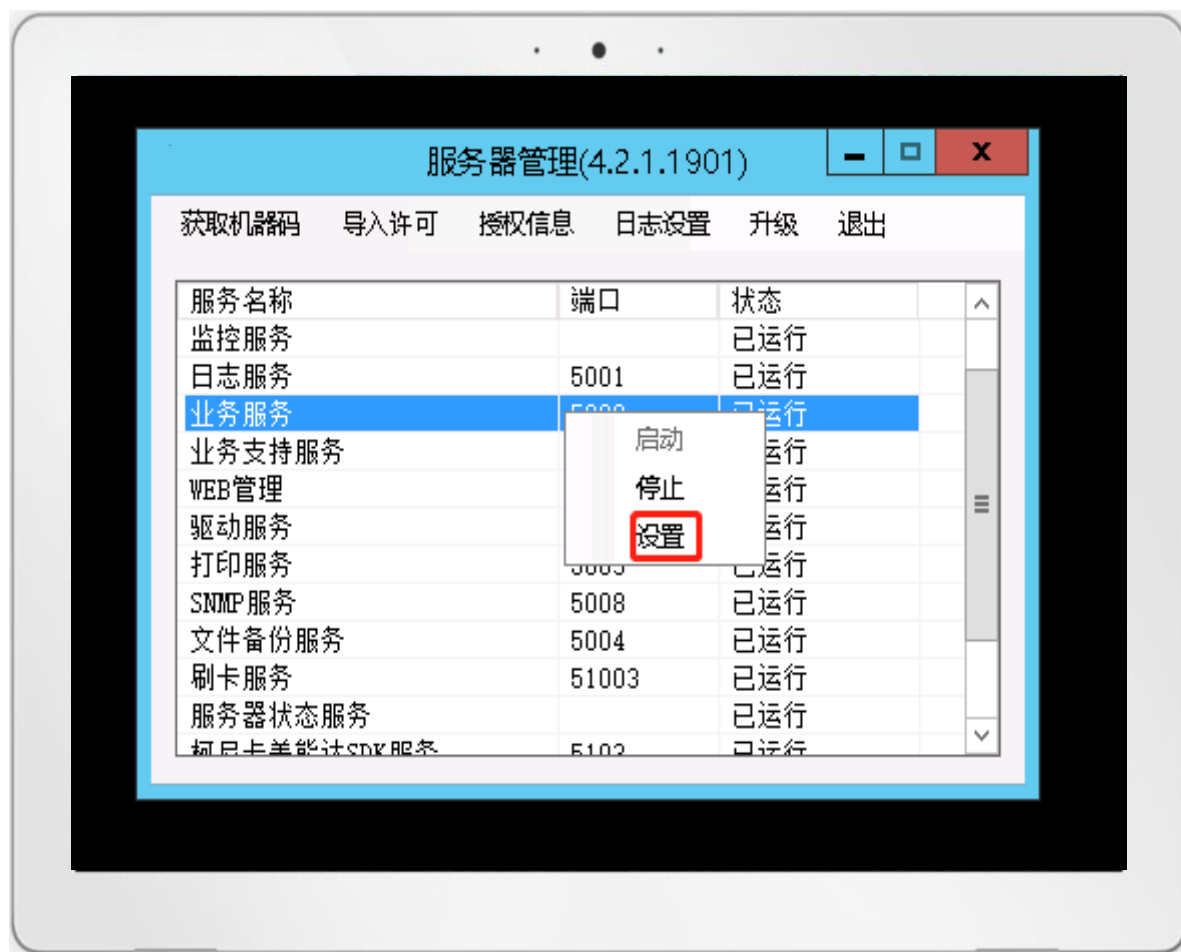 服务器管理(4.2.1.1901)
获取机器码 导入许可 授权信息 日志设置 升级 退出
服务名称 端口 状态
监控服务 已运行
日志服务 5001 已运行
业务服务
业务支持服务
WEB管理
驱动服务
打印服务
SNMP服务 5008 已运行
文件备份服务 5004 已运行
刷卡服务 51003 已运行
服务器状态服务 已运行
启动
停止
设置